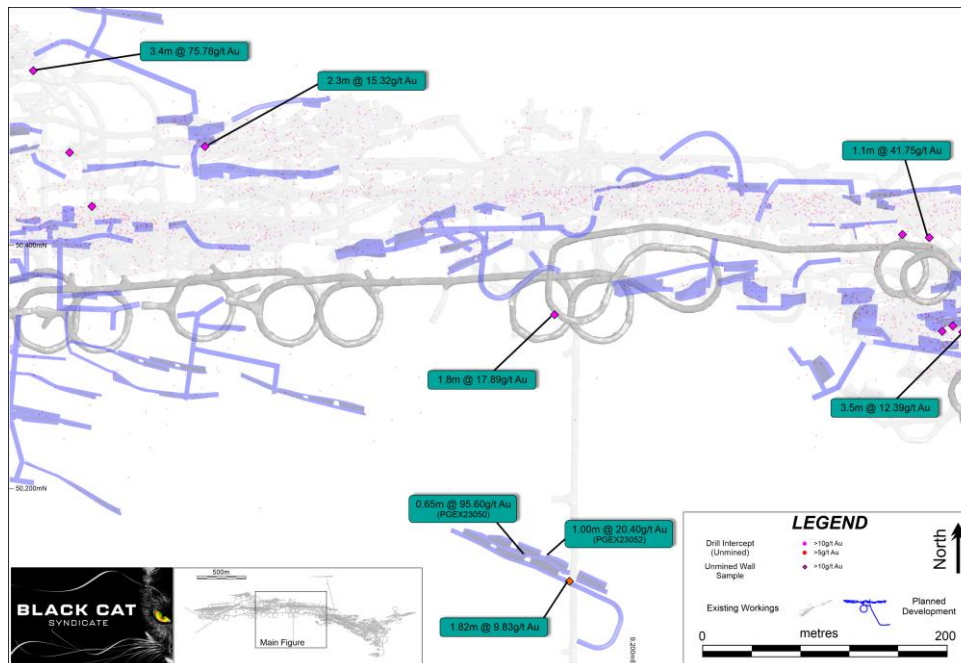 3.4m @ 75.78g/t Au
2.3m @ 15.32g/t Au
1.1m @ 41.75g/t Au
50,400mN
1.8m @ 17.89g/t Au
3.5m @ 12.39g/t Au
50,200mN
0.65m @ 95.60g/t Au
(PGEX23050)
1.00m @ 20.40g/t Au
(PGEX23052)
1.82m @ 9.83g/t Au
9,200mE
BLACK CAT
SYNDICATE
500m
Main Figure
LEGEND
Drill Intercept
(Unmined)
>10g/t Au
>5g/t Au
Unmined Wall
Sample
>10g/t Au
North
Existing Workings
Planned
Development
0
metres
200